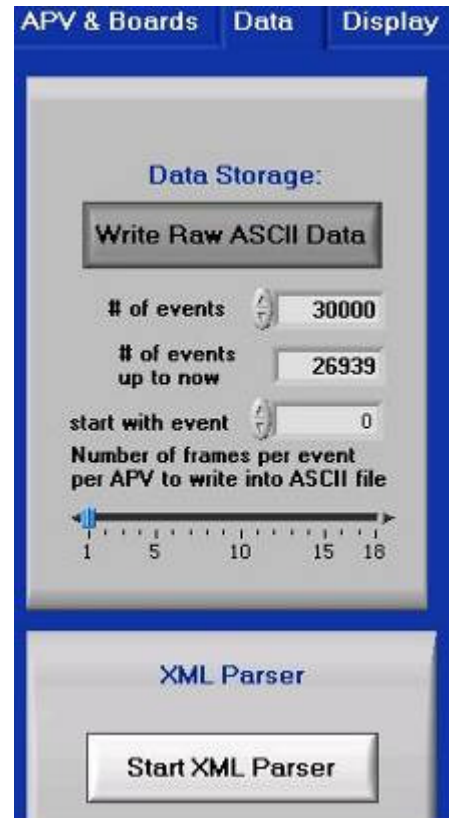 APV & Boards Data Display
Data Storage:
Write Raw ASCII Data
# of events 30000
# of events
up to now 26939
start with event 0
Number of frames per event
per APV to write into ASCII file
1 5 10 15 18
XML Parser
Start XML Parser